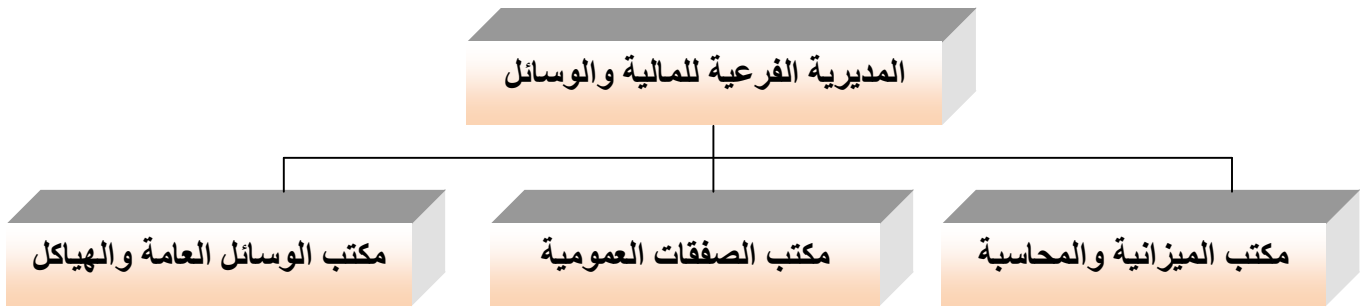 المديرية الفرعية للمالية والوسائل
مكتب الميزانية والمحاسبة
مكتب الصفقات العمومية
مكتب الوسائل العامة والهياكل